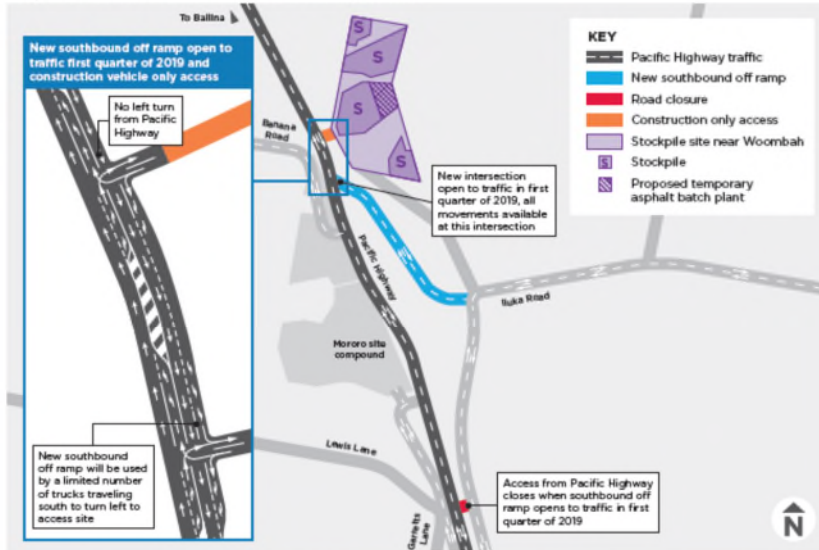 To Ballina
New southbound off ramp open to
traffic first quarter of 2019 and
construction vehicle only access
No left turn
from Pacific
Highway
New southbound
off ramp will be used
by a limited number
of trucks traveling
south to turn left to
access site
Banana
Road
S
S
S
S
New intersection
open to traffic in first
quarter of 2019, all
movements available
at this intersection
Pacific Highway
Iluka Road
Mororo site
compound
Lewis Lane
Garretts
Lane
Access from Pacific Highway
closes when southbound off
ramp opens to traffic in first
quarter of 2019
KEY
Pacific Highway traffic
New southbound off ramp
Road closure
Construction only access
Stockpile site near Woombah
S
Stockpile
Proposed temporary
asphalt batch plant
N